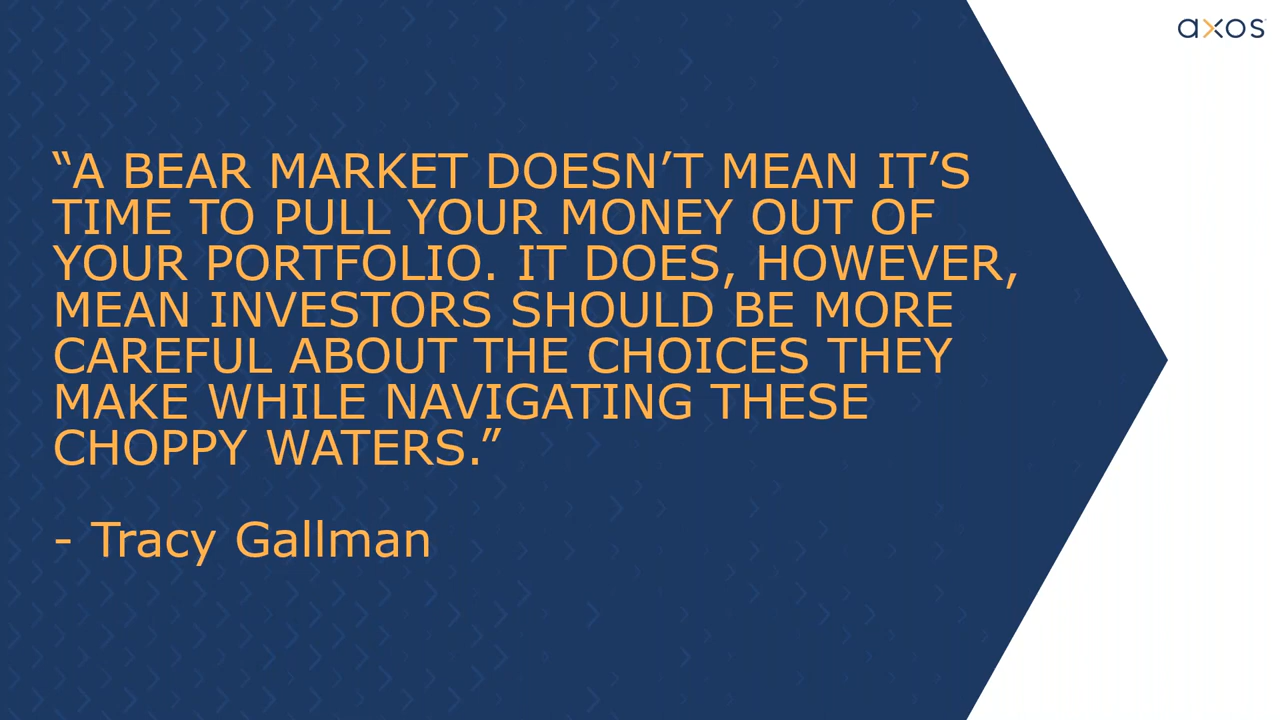 axos
“A BEAR MARKET DOESN’T MEAN IT’S
TIME TO PULL YOUR MONEY OUT OF
YOUR PORTFOLIO. IT DOES, HOWEVER,
MEAN INVESTORS SHOULD BE MORE
CAREFUL ABOUT THE CHOICES THEY
MAKE WHILE NAVIGATING THESE
CHOPPY WATERS.”
- Tracy Gallman